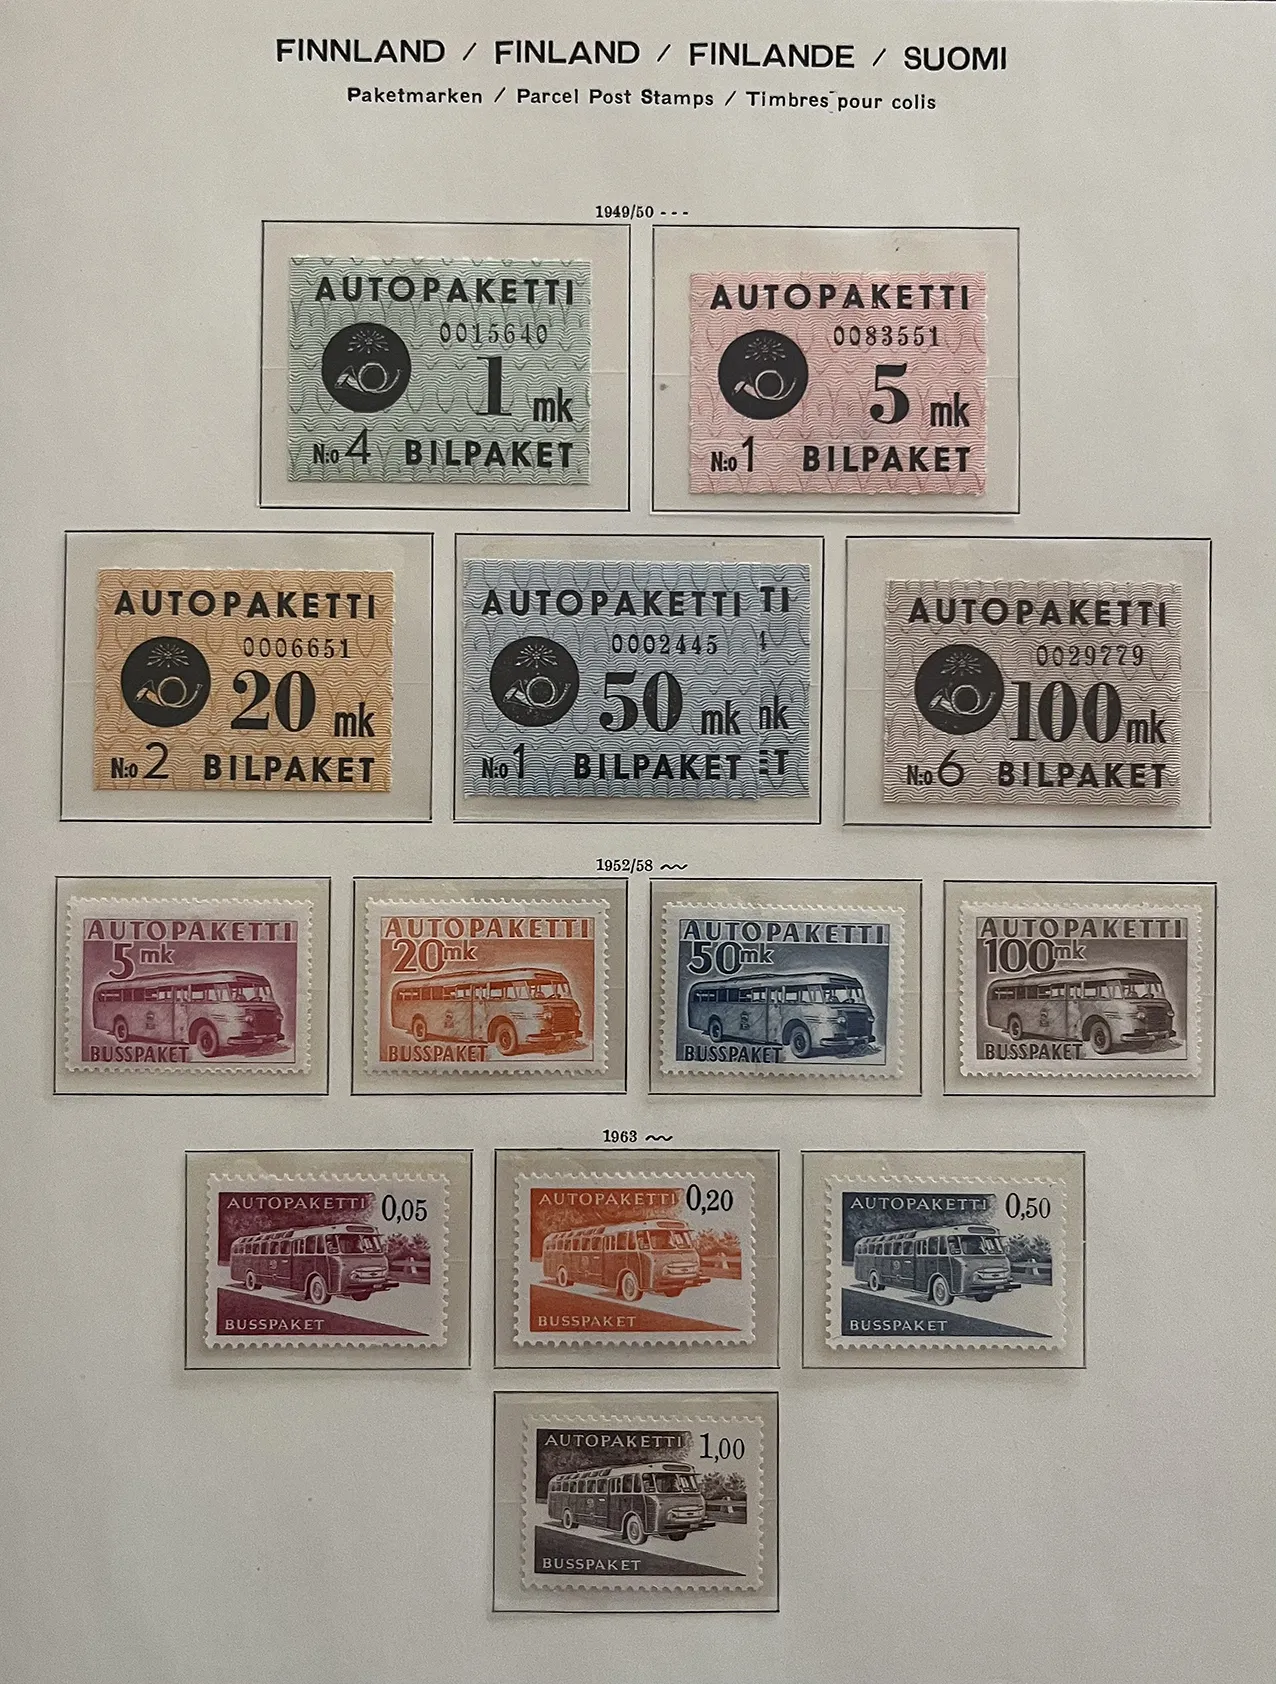 FINNLAND / FINLAND / FINLANDE / SUOMI
Paketmarken / Parcel Post Stamps / Timbres pour colis
1949/50 - - -
AUTOPAKETTI
0015640
1 mk
N:o 4 BILPAKET
AUTOPAKETTI
0083551
5 mk
N:o 1 BILPAKET
AUTOPAKETTI
0006651
20 mk
N:o 2 BILPAKET
AUTOPAKETTI
0002445
50 mk
N:o 1 BILPAKET
TI
nk
ET
AUTOPAKETTI
0029779
100 mk
N:o 6 BILPAKET
1952/58
AUTOPAKETTI
5 mk
BUSSPAKET
AUTOPAKETTI
20 mk
BUSSPAKET
AUTOPAKETTI
50 mk
BUSSPAKET
AUTOPAKETTI
100 mk
BUSSPAKET
1963
AUTOPAKETTI 0,05
BUSSPAKET
AUTOPAKETTI 0,20
BUSSPAKET
AUTOPAKETTI 0,50
BUSSPAKET
AUTOPAKETTI 1,00
BUSSPAKET